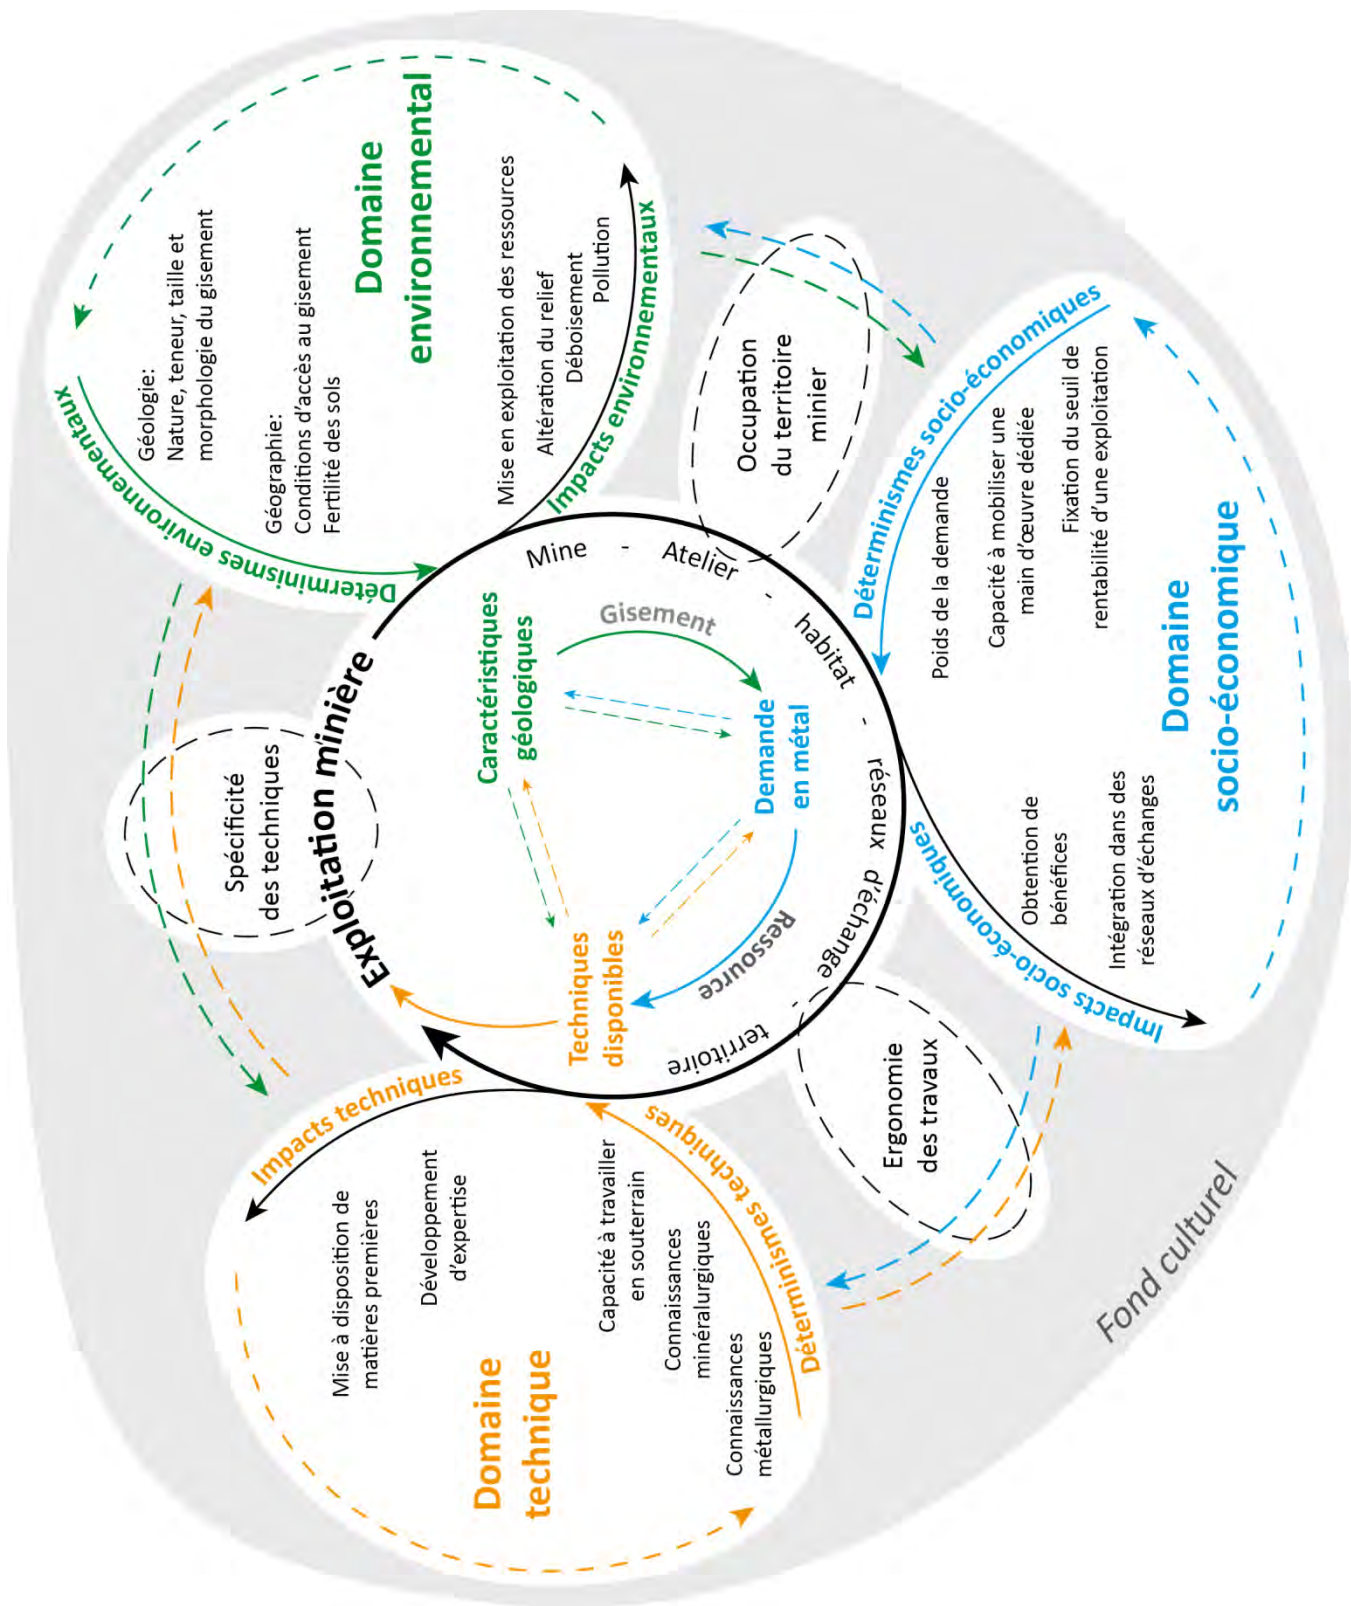 Exploitation minière
Mine - Atelier - habitat - réseaux d'échange - territoire
Caractéristiques
géologiques
Gisement
Demande
en métal
Ressource
Techniques
disponibles
Spécificité
des techniques
Occupation
du territoire
minier
Ergonomie
des travaux
Domaine
environnemental
Déterminismes environnementaux
Géologie:
Nature, teneur, taille et
morphologie du gisement
Géographie:
Conditions d'accès au gisement
Fertilité des sols
Mise en exploitation des ressources
Altération du relief
Déboisement
Pollution
Impacts environnementaux
Domaine
socio-économique
Déterminismes socio-économiques
Poids de la demande
Capacité à mobiliser une
main d'œuvre dédiée
Fixation du seuil de
rentabilité d'une exploitation
Obtention de
bénéfices
Intégration dans des
réseaux d'échanges
Impacts socio-économiques
Domaine
technique
Impacts techniques
Mise à disposition de
matières premières
Développement
d'expertise
Capacité à travailler
en souterrain
Connaissances
minéralurgiques
Connaissances
métallurgiques
Déterminismes techniques
Fond culturel